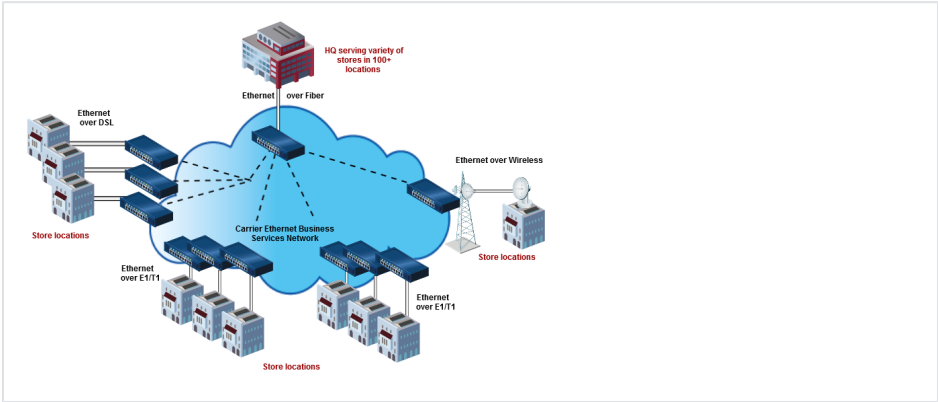 HQ serving variety of
stores in 100+
locations
Ethernet over Fiber
Ethernet
over DSL
Ethernet over Wireless
Carrier Ethernet Business
Services Network
Store locations
Store locations
Ethernet
over E1/T1
Ethernet
over E1/T1
Store locations